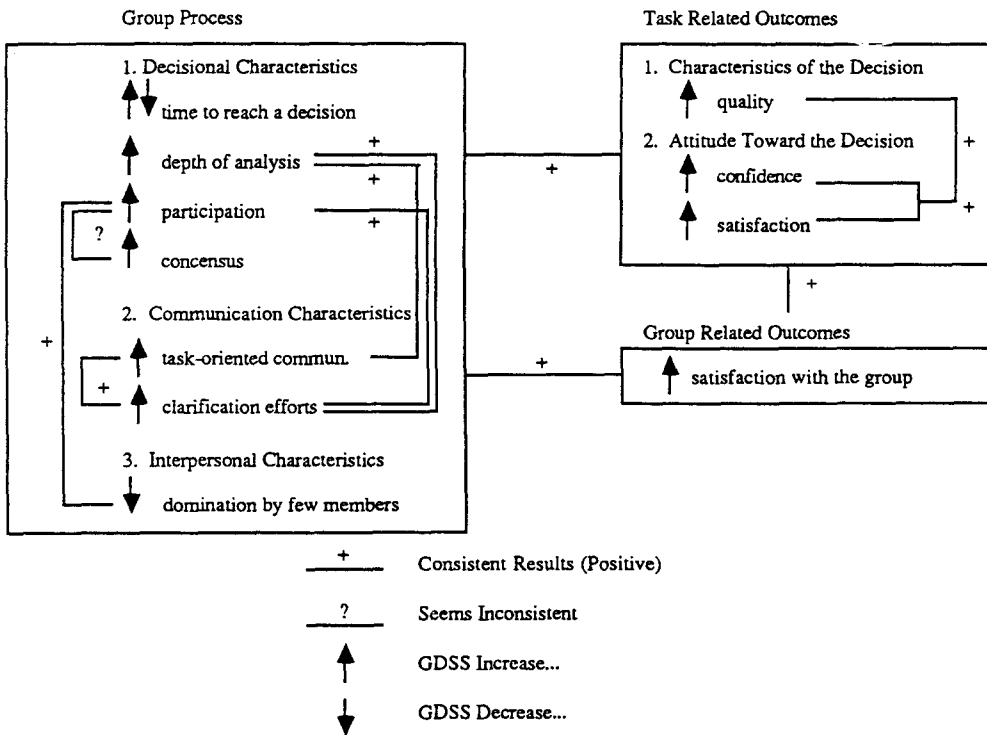 Group Process
1. Decisional Characteristics
time to reach a decision
depth of analysis
participation
concensus
2. Communication Characteristics
task-oriented commun.
clarification efforts
3. Interpersonal Characteristics
domination by few members
+
+
+
?
+
+
Task Related Outcomes
1. Characteristics of the Decision
quality
2. Attitude Toward the Decision
confidence
satisfaction
+
+
+
+
Group Related Outcomes
satisfaction with the group
+
+ Consistent Results (Positive)
? Seems Inconsistent
GDSS Increase...
GDSS Decrease...